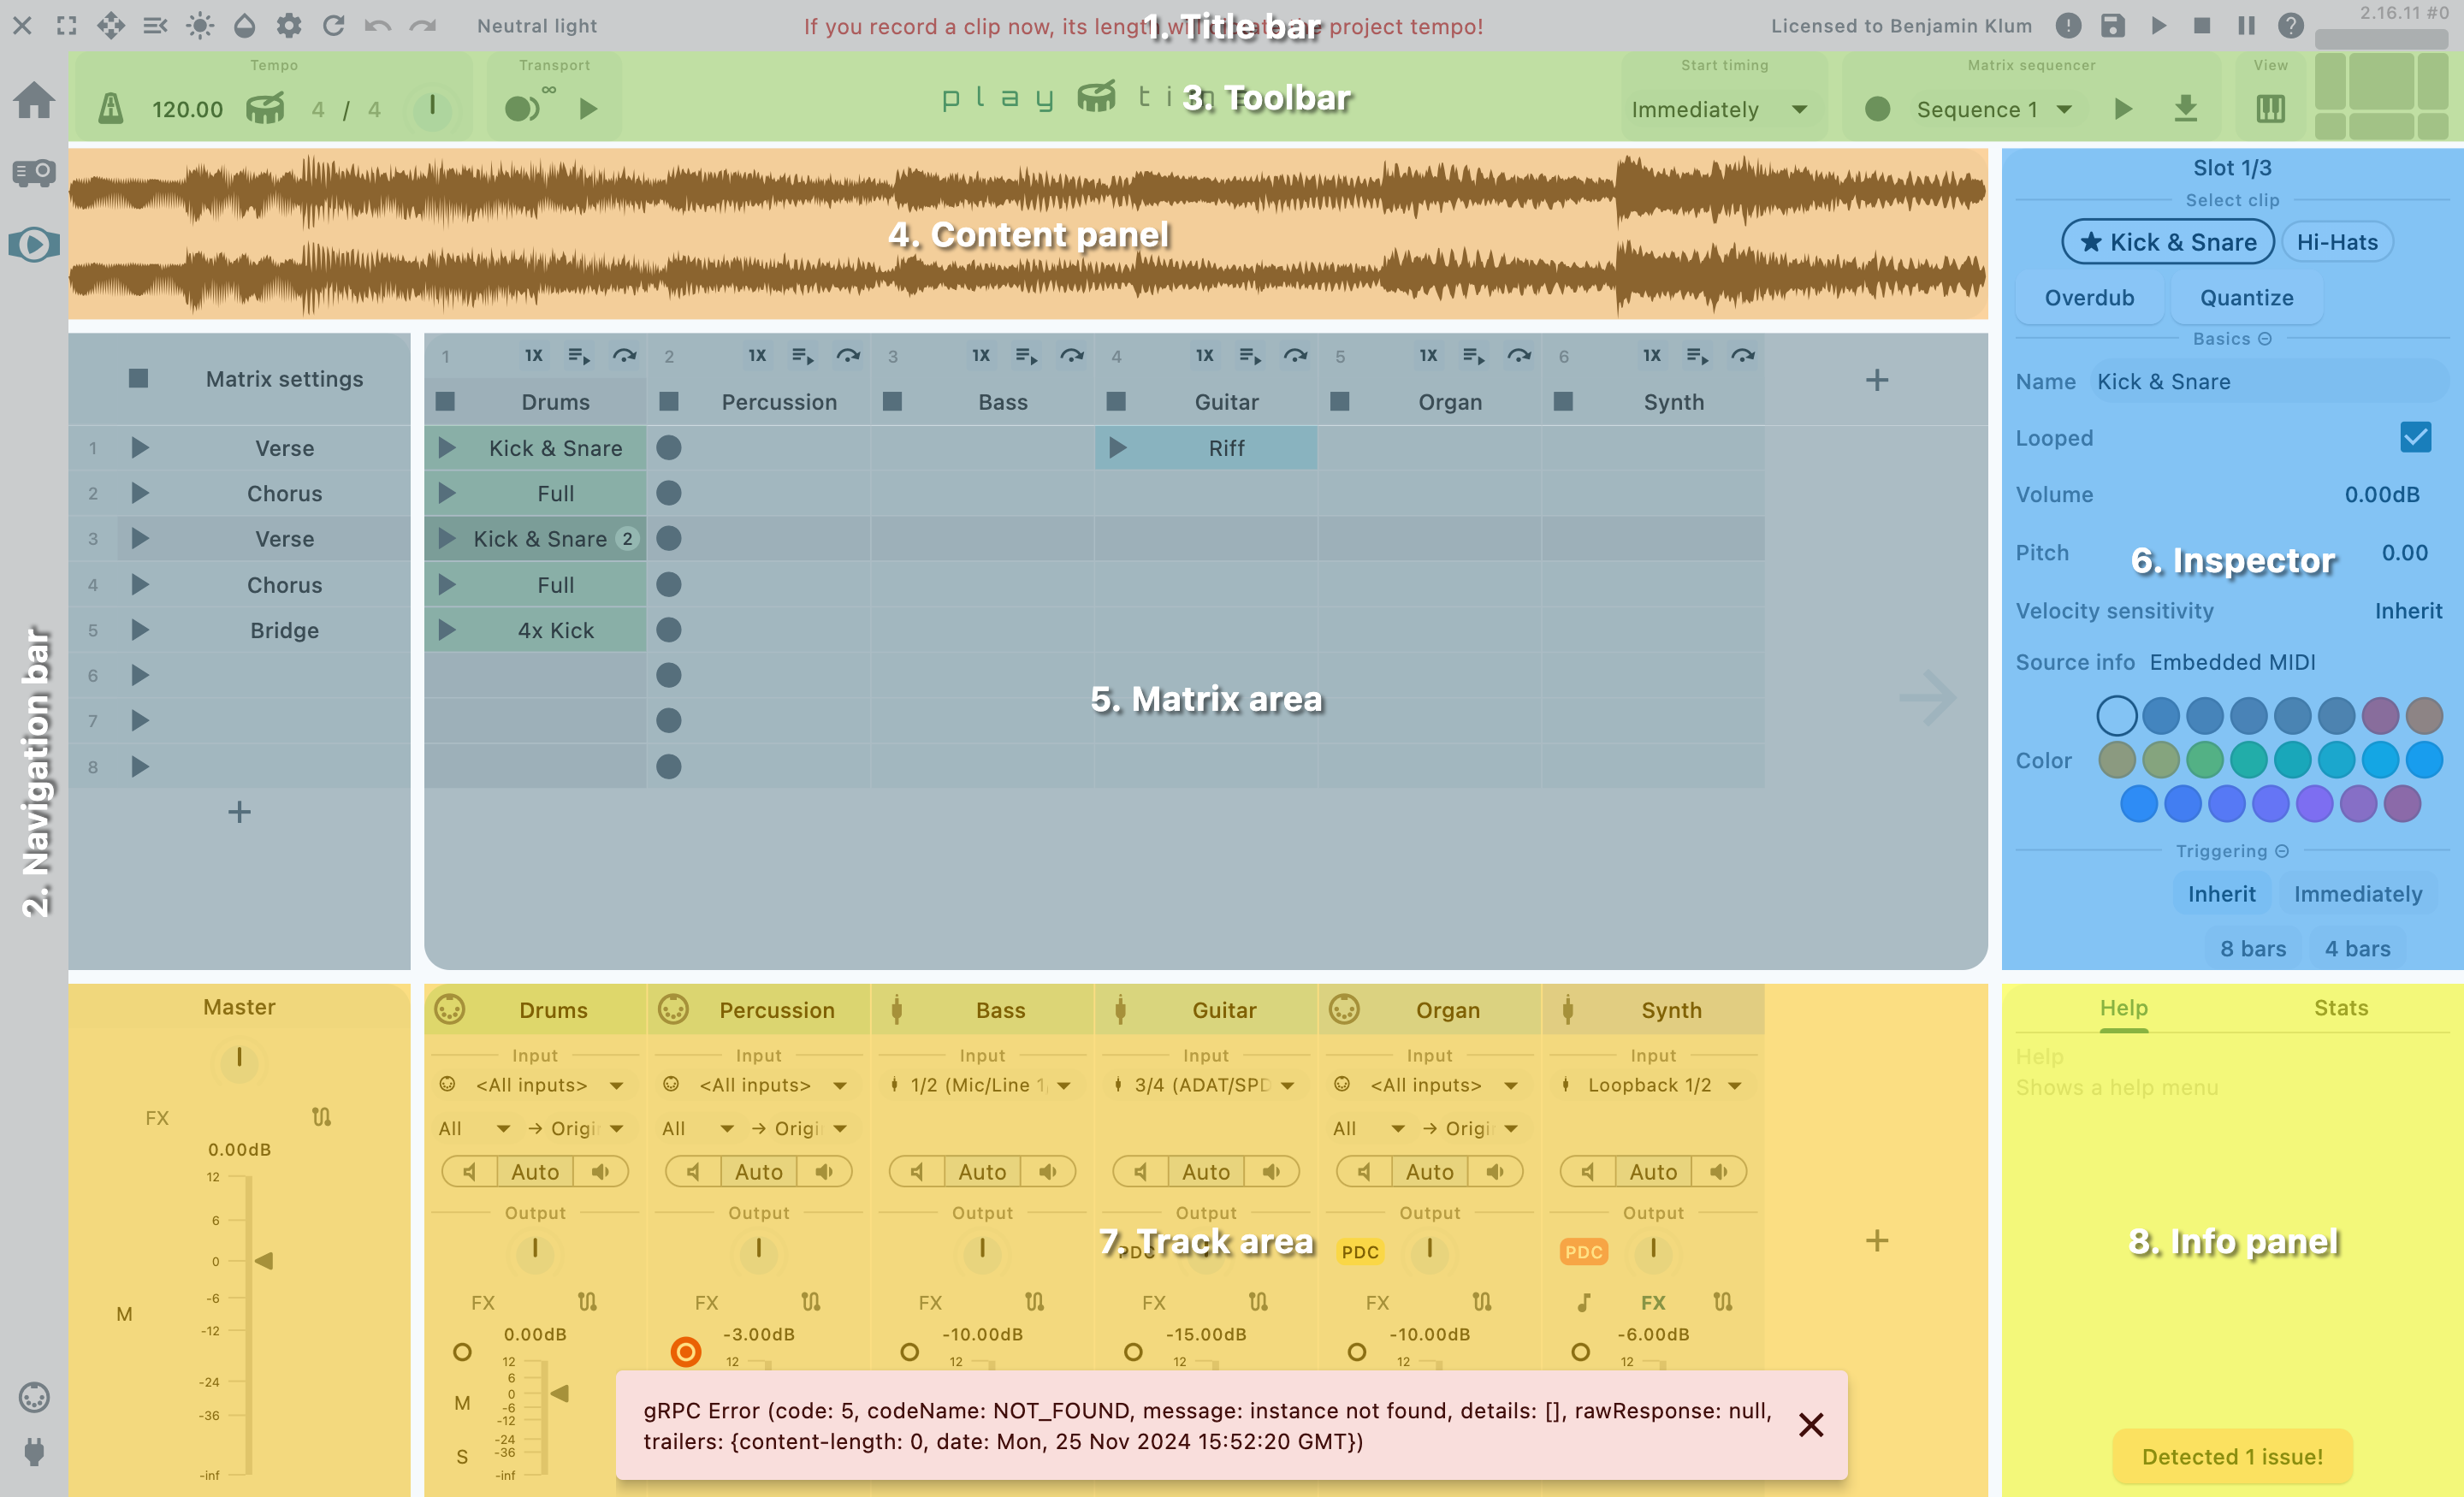 Neutral light
If you record a clip now, its length will dictate the project tempo!
1. Title bar
Licensed to Benjamin Klum
2.16.11 #0
Tempo
120.00
4 / 4
Transport
∞
playtime
3. Toolbar
Start timing
Immediately
Matrix sequencer
Sequence 1
View
4. Content panel
2. Navigation bar
Matrix settings
1 Verse
2 Chorus
3 Verse
4 Chorus
5 Bridge
6
7
8
+
1 1X
Drums
2 1X
Percussion
3 1X
Bass
4 1X
Guitar
5 1X
Organ
6 1X
Synth
+
Kick & Snare
Riff
Full
Kick & Snare 2
Full
4x Kick
5. Matrix area
Slot 1/3
Select clip
★ Kick & Snare
Hi-Hats
Overdub
Quantize
Basics
Name Kick & Snare
Looped
Volume 0.00dB
Pitch 0.00
6. Inspector
Velocity sensitivity Inherit
Source info Embedded MIDI
Color
Triggering
Inherit
Immediately
8 bars
4 bars
Master
FX
0.00dB
12
6
0
-6
-12
-24
-36
-inf
M
Drums
Input
<All inputs>
All → Origi
Auto
Output
FX
0.00dB
12
6
0
-6
-12
-24
-36
-inf
M
S
Percussion
Input
<All inputs>
All → Origi
Auto
Output
FX
-3.00dB
12
Bass
Input
1/2 (Mic/Line 1
Auto
Output
FX
-10.00dB
12
Guitar
Input
3/4 (ADAT/SPD
Auto
Output
PDC
7. Track area
FX
-15.00dB
12
Organ
Input
<All inputs>
All → Origi
Auto
Output
PDC
FX
-10.00dB
12
Synth
Input
Loopback 1/2
Auto
Output
PDC
FX
-6.00dB
12
+
gRPC Error (code: 5, codeName: NOT_FOUND, message: instance not found, details: [], rawResponse: null,
trailers: {content-length: 0, date: Mon, 25 Nov 2024 15:52:20 GMT})
Help
Stats
Help
Shows a help menu
8. Info panel
Detected 1 issue!